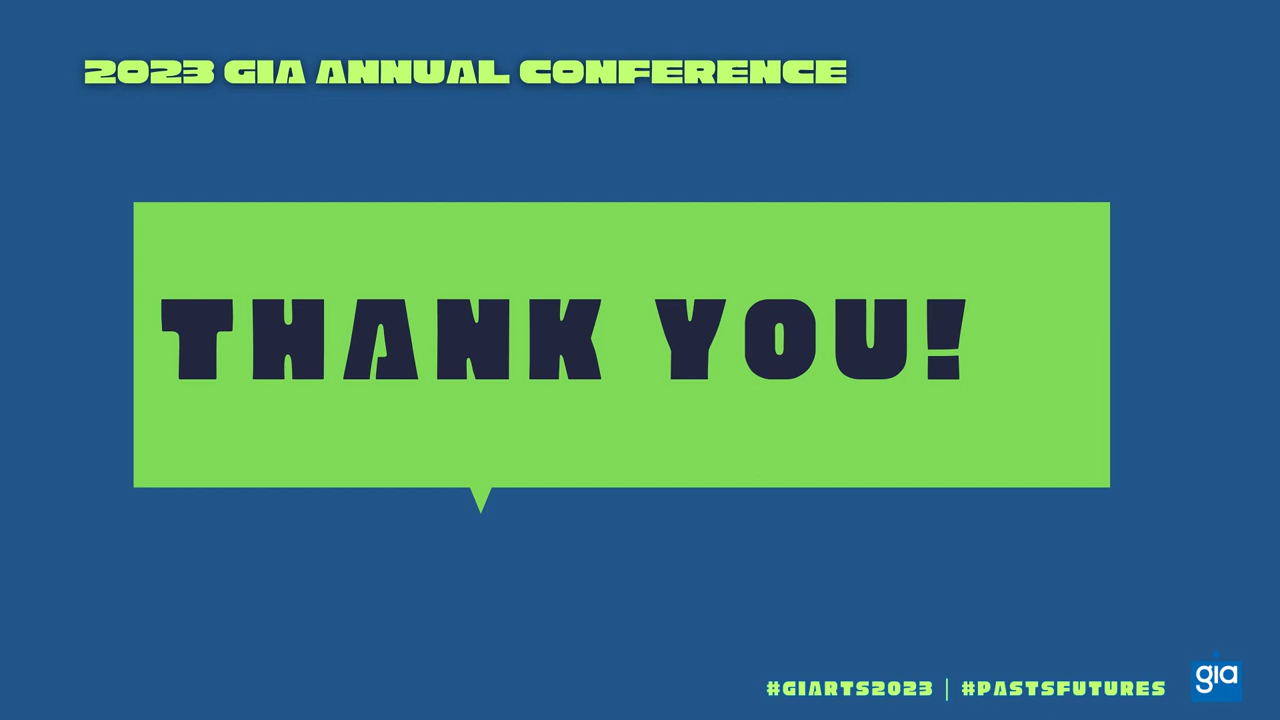 2023 GIA ANNUAL CONFERENCE
THANK YOU!
#GIARTS2023 | #PASTSFUTURES
gia